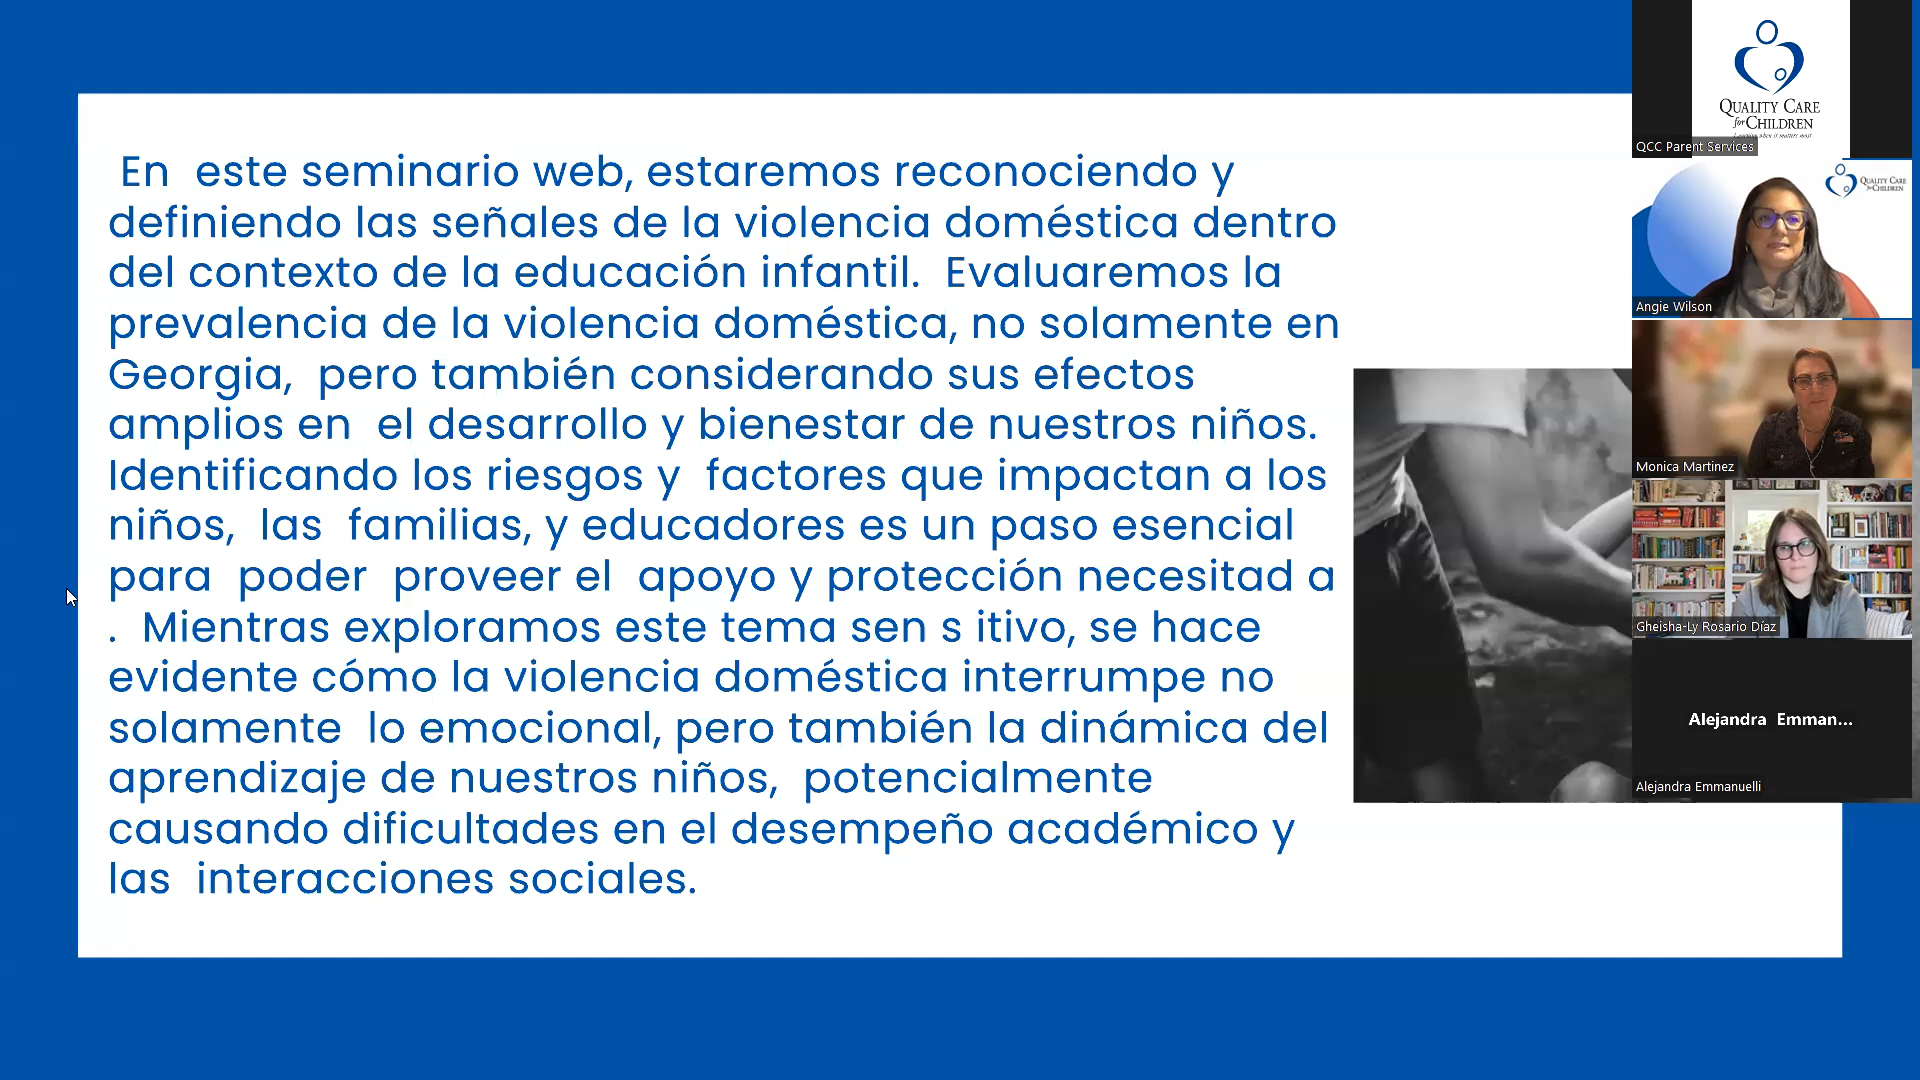 En este seminario web, estaremos reconociendo y
definiendo las señales de la violencia doméstica dentro
del contexto de la educación infantil. Evaluaremos la
prevalencia de la violencia doméstica, no solamente en
Georgia, pero también considerando sus efectos
amplios en el desarrollo y bienestar de nuestros niños.
Identificando los riesgos y factores que impactan a los
niños, las familias, y educadores es un paso esencial
para poder proveer el apoyo y protección necesitad a
. Mientras exploramos este tema sen s itivo, se hace
evidente cómo la violencia doméstica interrumpe no
solamente lo emocional, pero también la dinámica del
aprendizaje de nuestros niños, potencialmente
causando dificultades en el desempeño académico y
las interacciones sociales.
QUALITY CARE
for CHILDREN
QCC Parent Services
QUALITY CARE
for CHILDREN
Angie Wilson
Monica Martinez
Gheisha-Ly Rosario Díaz
Alejandra Emman...
Alejandra Emmanuelli